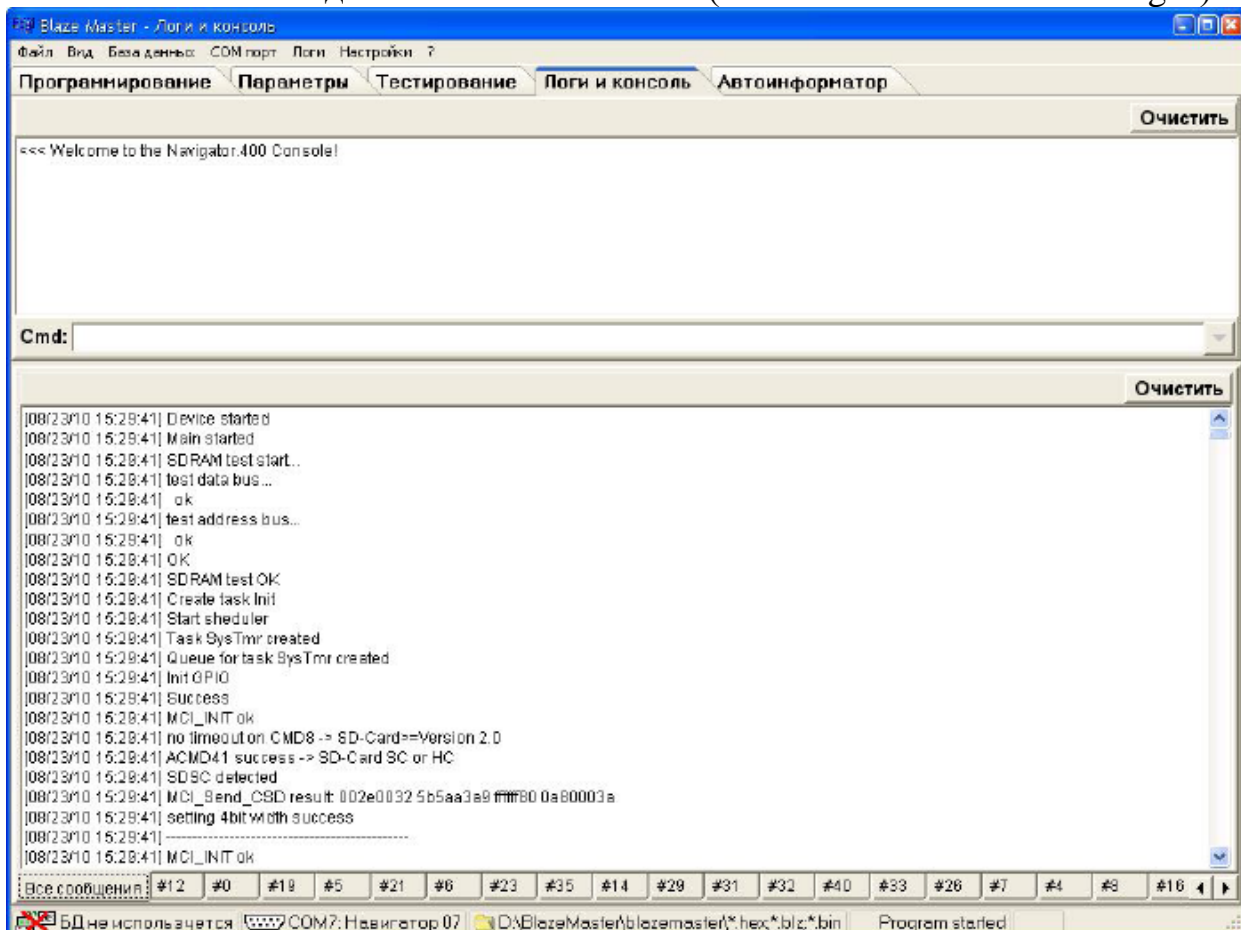 Blaze Master - Логи и консоль
Файл Вид База данных COM порт Логи Настройки ?
Программирование Параметры Тестирование Логи и консоль Автоинформатор
Очистить
<<< Welcome to the Navigator.400 Console!
Cmd:
Очистить
[08/23/10 15:29:41] Device started
[08/23/10 15:29:41] Main started
[08/23/10 15:29:41] SDRAM test start...
[08/23/10 15:29:41] test data bus...
[08/23/10 15:29:41] ok
[08/23/10 15:29:41] test address bus...
[08/23/10 15:29:41] ok
[08/23/10 15:29:41] OK
[08/23/10 15:29:41] SDRAM test OK
[08/23/10 15:29:41] Create task Init
[08/23/10 15:29:41] Start sheduler
[08/23/10 15:29:41] Task SysTmr created
[08/23/10 15:29:41] Queue for task SysTmr created
[08/23/10 15:29:41] Init GPIO
[08/23/10 15:29:41] Success
[08/23/10 15:29:41] MCI_INIT ok
[08/23/10 15:29:41] no timeout on CMD8 -> SD-Card>=Version 2.0
[08/23/10 15:29:41] ACMD41 success -> SD-Card SC or HC
[08/23/10 15:29:41] SDSC detected
[08/23/10 15:29:41] MCI_Send_CSD result: 002e0032 5b5aa3a9 ffffff80 0a80003a
[08/23/10 15:29:41] setting 4bit width success
[08/23/10 15:29:41] --------------------------------------------
[08/23/10 15:29:41] MCI_INIT ok
Все сообщения #12 #0 #19 #5 #21 #6 #23 #35 #14 #29 #31 #32 #40 #33 #26 #7 #4 #8 #16
БД не используется COM7: Навигатор 07 D:\BlazeMaster\blazemaster\*.hex;*.blz;*.bin Program started